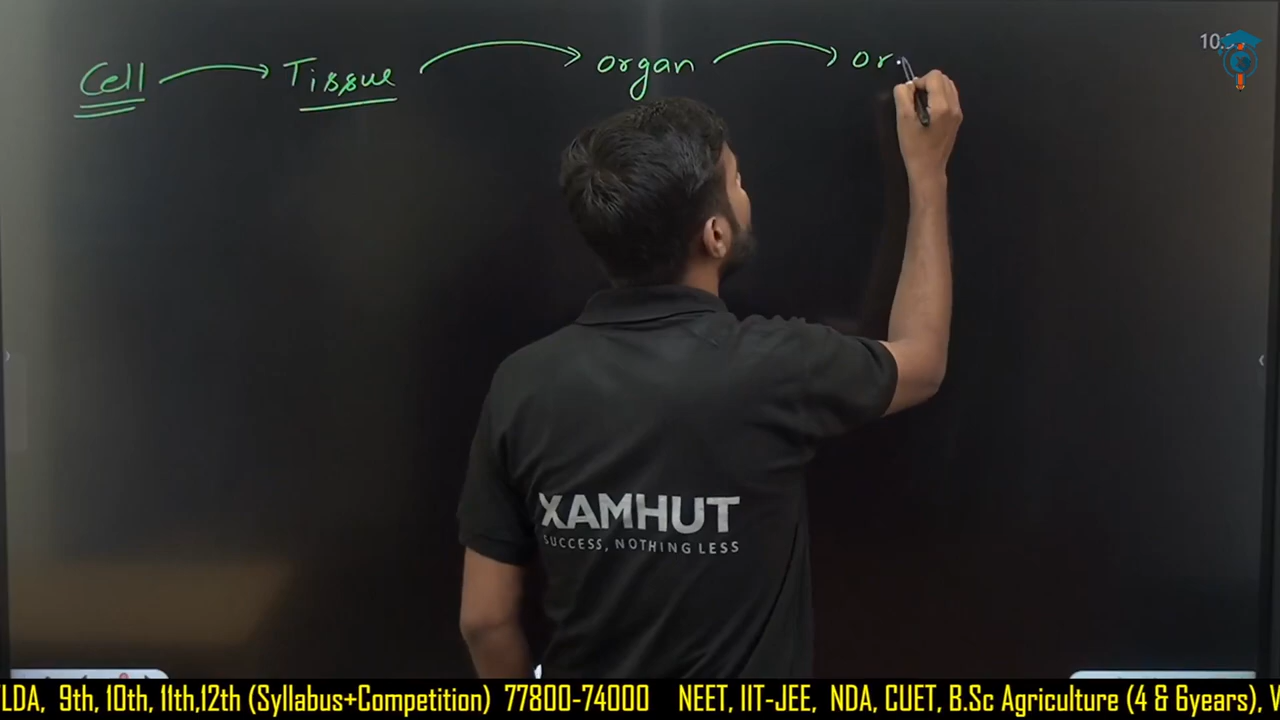 Cell → Tissue → organ → or
10:
XAMHUT
SUCCESS, NOTHING LESS
LDA, 9th, 10th, 11th,12th (Syllabus+Competition) 77800-74000 NEET, IIT-JEE, NDA, CUET, B.Sc Agriculture (4 & 6years),